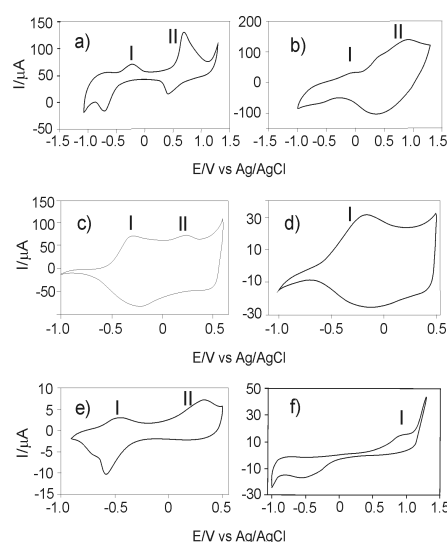 150
100
50
0
-50
-1.5 -1.0 -0.5 0 0.5 1.0 1.5
I/µA
a)
I
II
200
100
0
-100
-1.5 -1.0 -0.5 0 0.5 1.0 1.5
b)
I
II
E/V vs Ag/AgCl
150
100
50
0
-50
-1.0 -0.5 0 0.5
I/µA
c)
I
II
30
10
-10
-30
-1.0 -0.5 0 0.5
d)
I
E/V vs Ag/AgCl
10
5
0
-5
-10
-15
-1.0 -0.5 0 0.5
I/µA
e)
I
II
50
30
10
-10
-30
-1.0 -0.5 0 0.5 1.0 1.5
f)
I
E/V vs Ag/AgCl